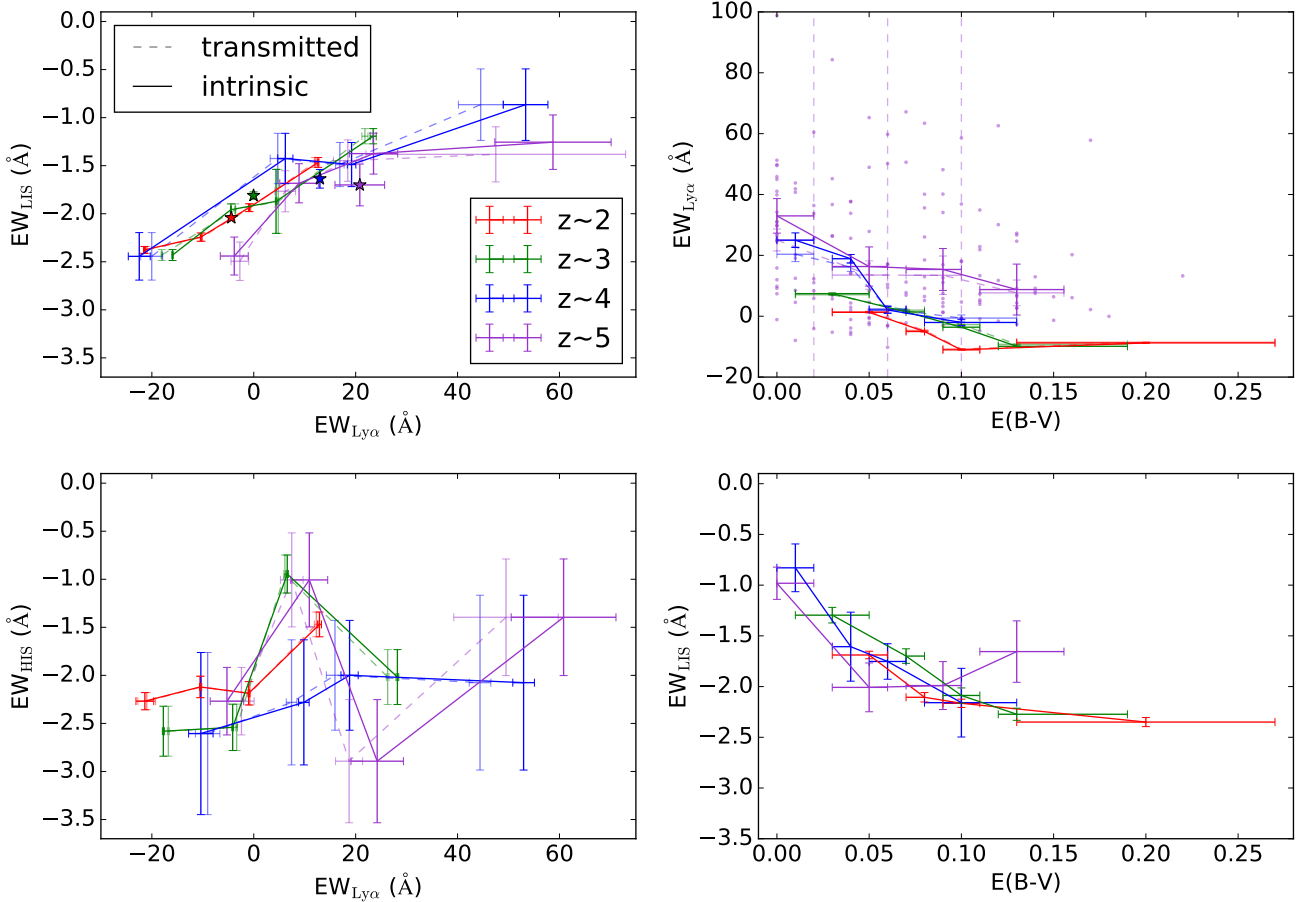 0.0
−0.5
−1.0
−1.5
−2.0
−2.5
−3.0
−3.5
EW_LIS (Å)
transmitted
intrinsic
z~2
z~3
z~4
z~5
−20 0 20 40 60
EW_Lyα (Å)
100
80
60
40
20
0
−20
EW_Lyα (Å)
0.00 0.05 0.10 0.15 0.20 0.25
E(B-V)
0.0
−0.5
−1.0
−1.5
−2.0
−2.5
−3.0
−3.5
EW_HIS (Å)
−20 0 20 40 60
EW_Lyα (Å)
0.0
−0.5
−1.0
−1.5
−2.0
−2.5
−3.0
−3.5
EW_LIS (Å)
0.00 0.05 0.10 0.15 0.20 0.25
E(B-V)